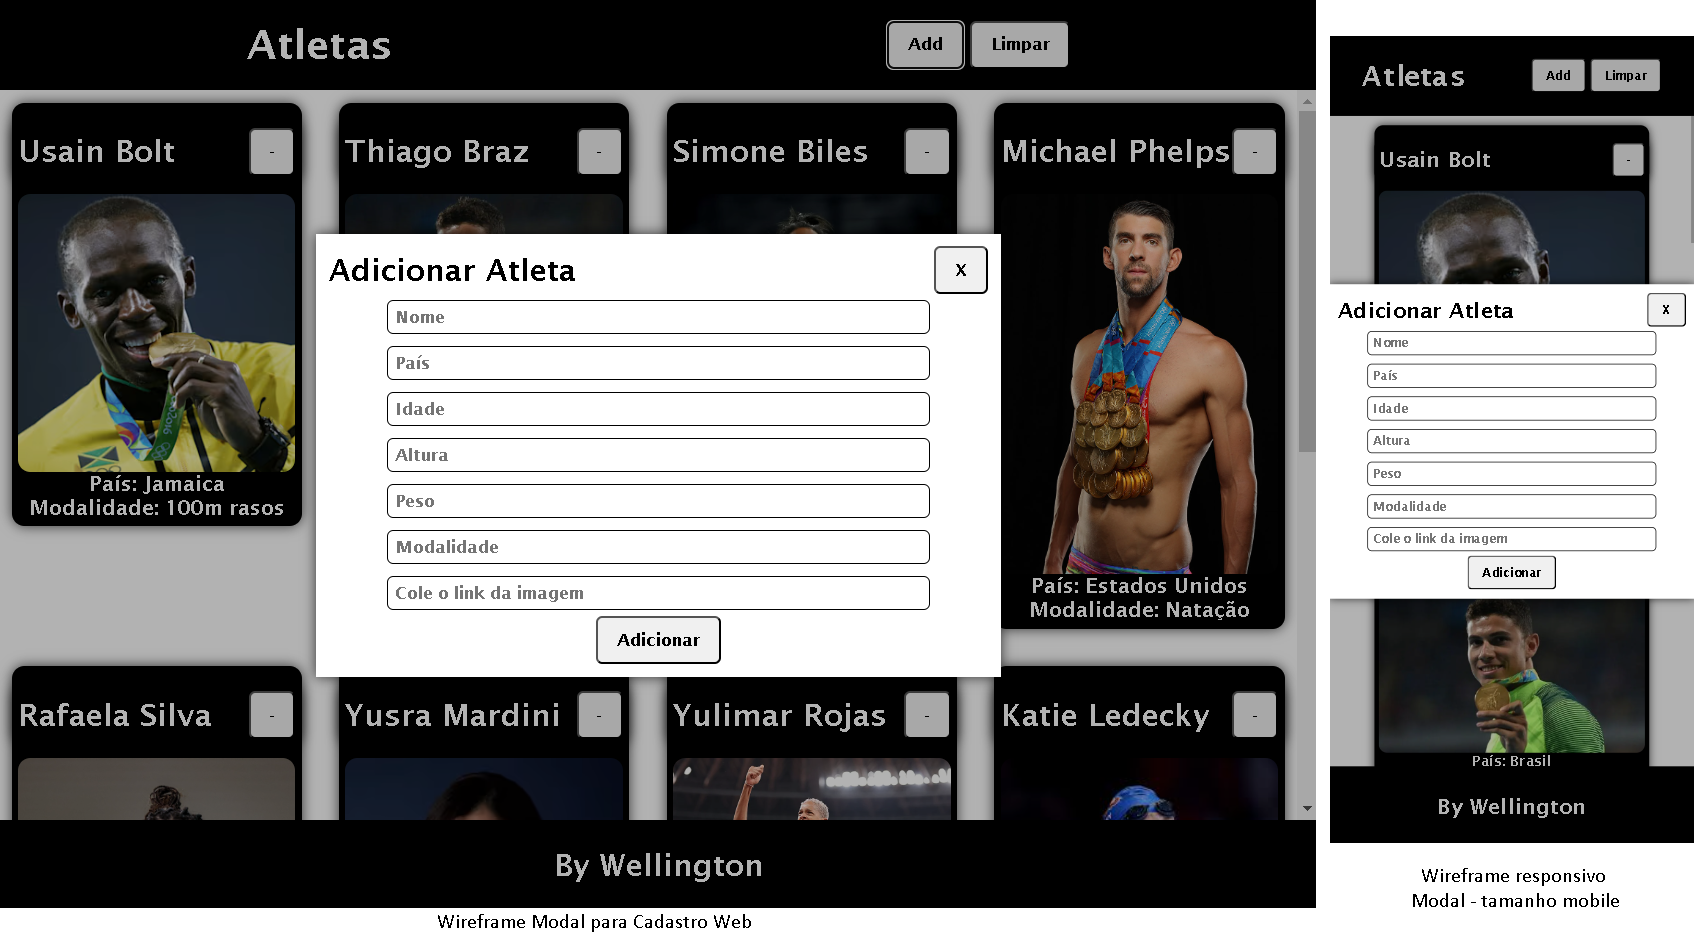 Atletas
Add
Limpar
Usain Bolt
-
Thiago Braz
-
Simone Biles
-
Michael Phelps
-
Adicionar Atleta
X
Nome
País
Idade
Altura
Peso
Modalidade
Cole o link da imagem
Adicionar
País: Jamaica
Modalidade: 100m rasos
País: Estados Unidos
Modalidade: Natação
Rafaela Silva
-
Yusra Mardini
-
Yulimar Rojas
-
Katie Ledecky
-
By Wellington
Wireframe Modal para Cadastro Web
Atletas
Add
Limpar
Usain Bolt
-
Adicionar Atleta
X
Nome
País
Idade
Altura
Peso
Modalidade
Cole o link da imagem
Adicionar
País: Brasil
By Wellington
Wireframe responsivo
Modal - tamanho mobile